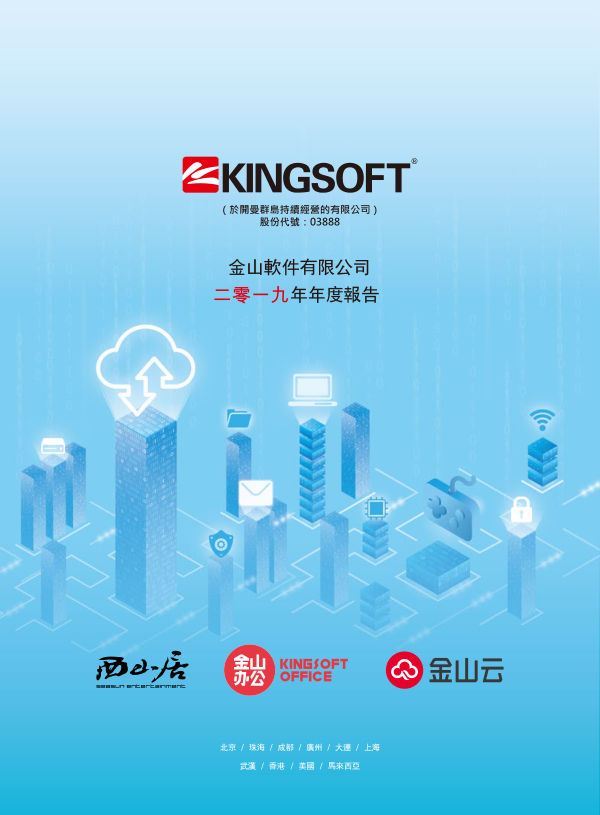 KINGSOFT®
（於開曼群島持續經營的有限公司）
股份代號：03888
金山軟件有限公司
二零一九年年度報告
西山居
seasun entertainment
金山办公
KINGSOFT OFFICE
金山云
北京 / 珠海 / 成都 / 廣州 / 大連 / 上海
武漢 / 香港 / 美國 / 馬來西亞